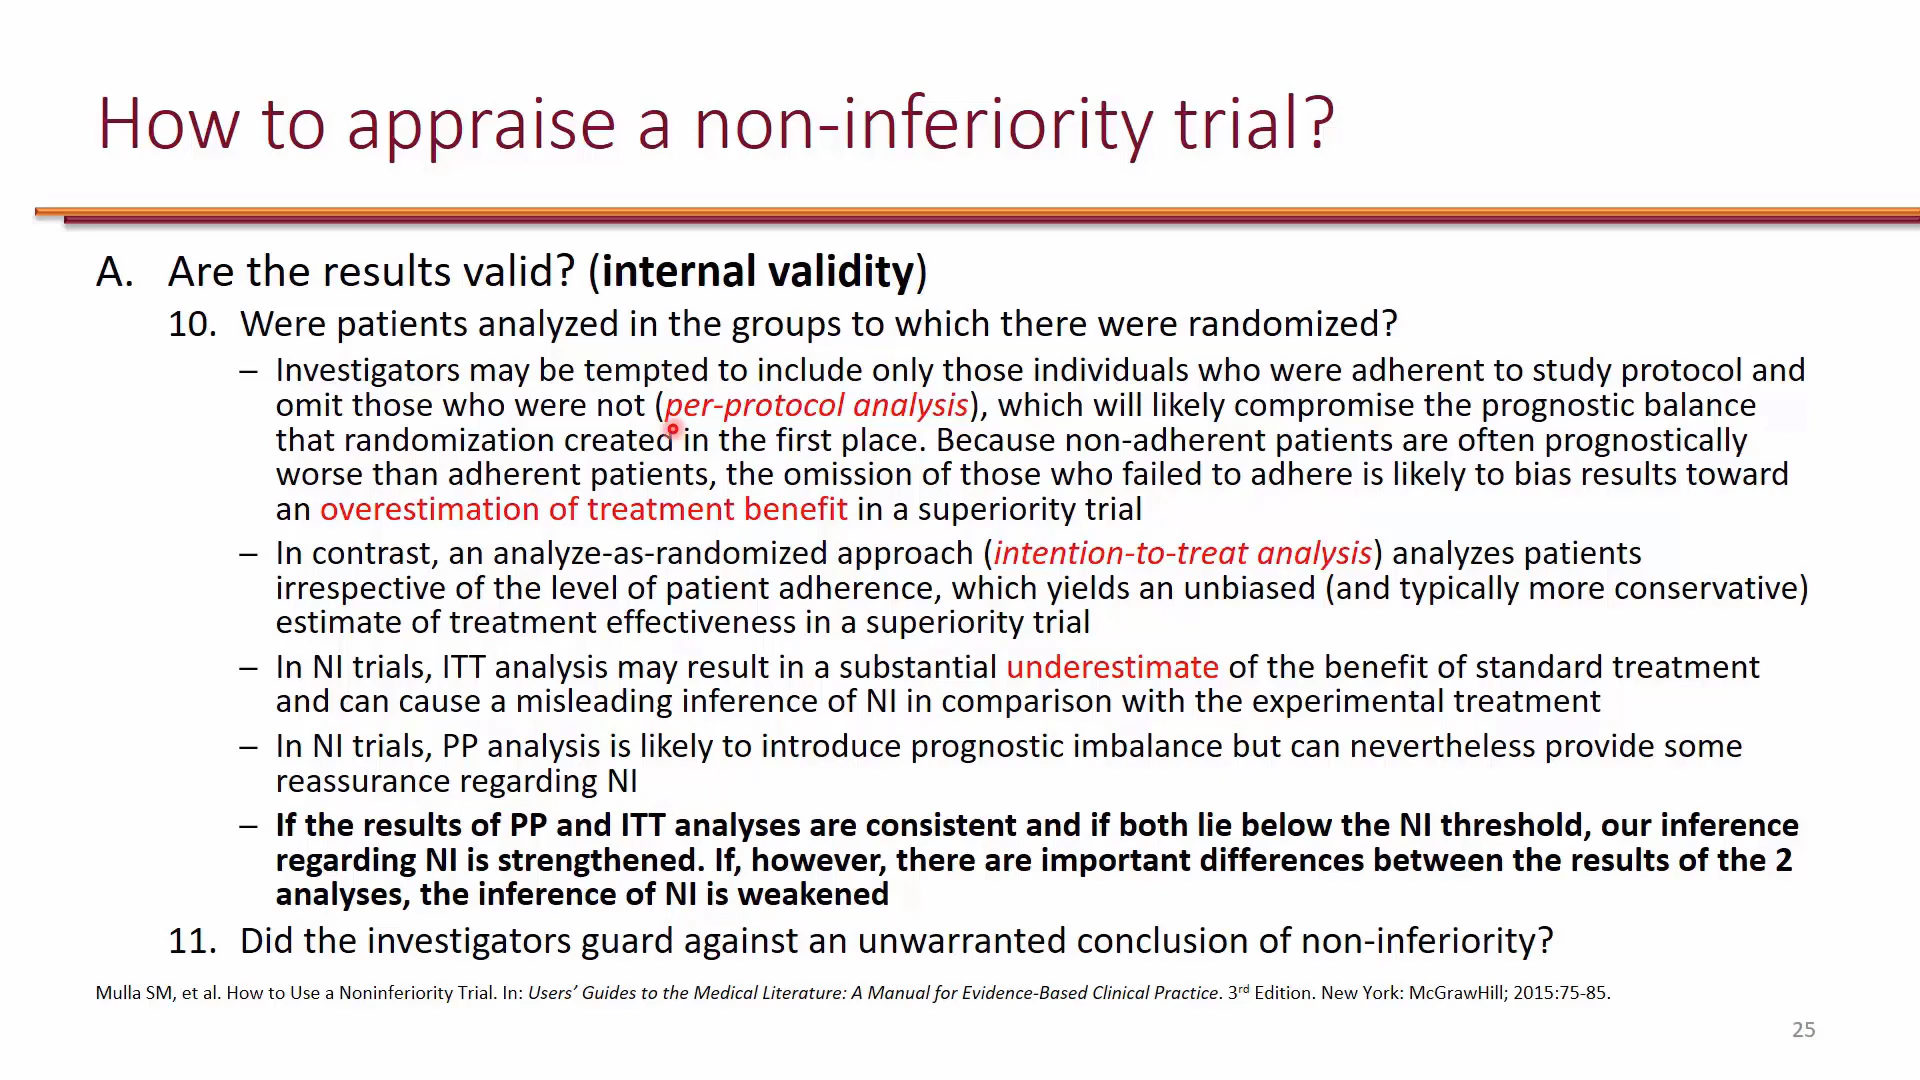 How to appraise a non-inferiority trial?
A. Are the results valid? (internal validity)
10. Were patients analyzed in the groups to which there were randomized?
– Investigators may be tempted to include only those individuals who were adherent to study protocol and
omit those who were not (per-protocol analysis), which will likely compromise the prognostic balance
that randomization created in the first place. Because non-adherent patients are often prognostically
worse than adherent patients, the omission of those who failed to adhere is likely to bias results toward
an overestimation of treatment benefit in a superiority trial
– In contrast, an analyze-as-randomized approach (intention-to-treat analysis) analyzes patients
irrespective of the level of patient adherence, which yields an unbiased (and typically more conservative)
estimate of treatment effectiveness in a superiority trial
– In NI trials, ITT analysis may result in a substantial underestimate of the benefit of standard treatment
and can cause a misleading inference of NI in comparison with the experimental treatment
– In NI trials, PP analysis is likely to introduce prognostic imbalance but can nevertheless provide some
reassurance regarding NI
– If the results of PP and ITT analyses are consistent and if both lie below the NI threshold, our inference
regarding NI is strengthened. If, however, there are important differences between the results of the 2
analyses, the inference of NI is weakened
11. Did the investigators guard against an unwarranted conclusion of non-inferiority?
Mulla SM, et al. How to Use a Noninferiority Trial. In: Users’ Guides to the Medical Literature: A Manual for Evidence-Based Clinical Practice. 3rd Edition. New York: McGrawHill; 2015:75-85.
25